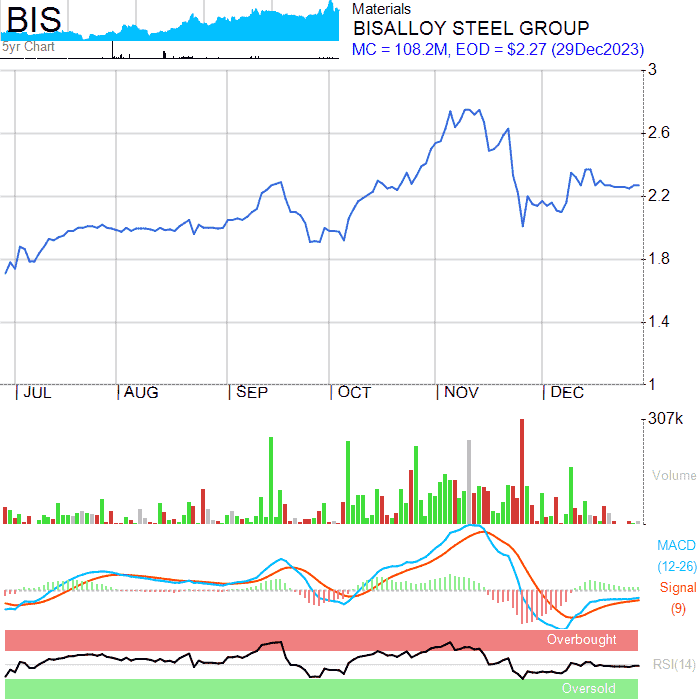 BIS
5yr Chart
Materials
BISALLOY STEEL GROUP
MC = 108.2M, EOD = $2.27 (29Dec2023)
3
2.6
2.2
1.8
1.4
1
JUL AUG SEP OCT NOV DEC
307k
Volume
MACD
(12-26)
Signal
(9)
Overbought
RSI(14)
Oversold